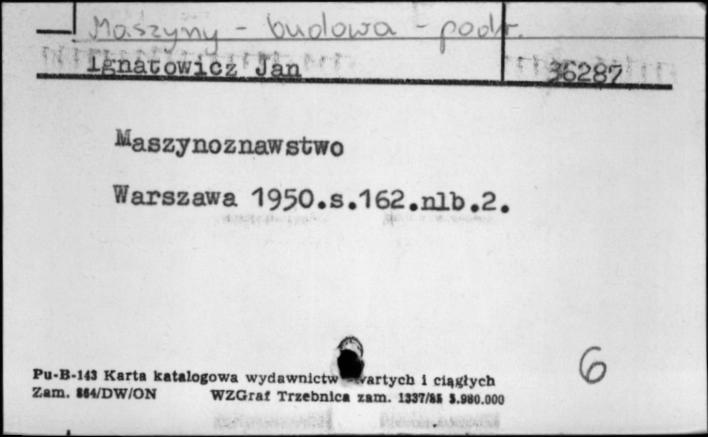 Maszyny - budowa - podr.
Ignatowicz Jan 36287
Maszynoznawstwo
Warszawa 1950.s.162.nlb.2.
6
Pu-B-143 Karta katalogowa wydawnictw zwartych i ciągłych
Zam. 864/DW/ON WZGraf Trzebnica zam. 1337/85 3.980.000